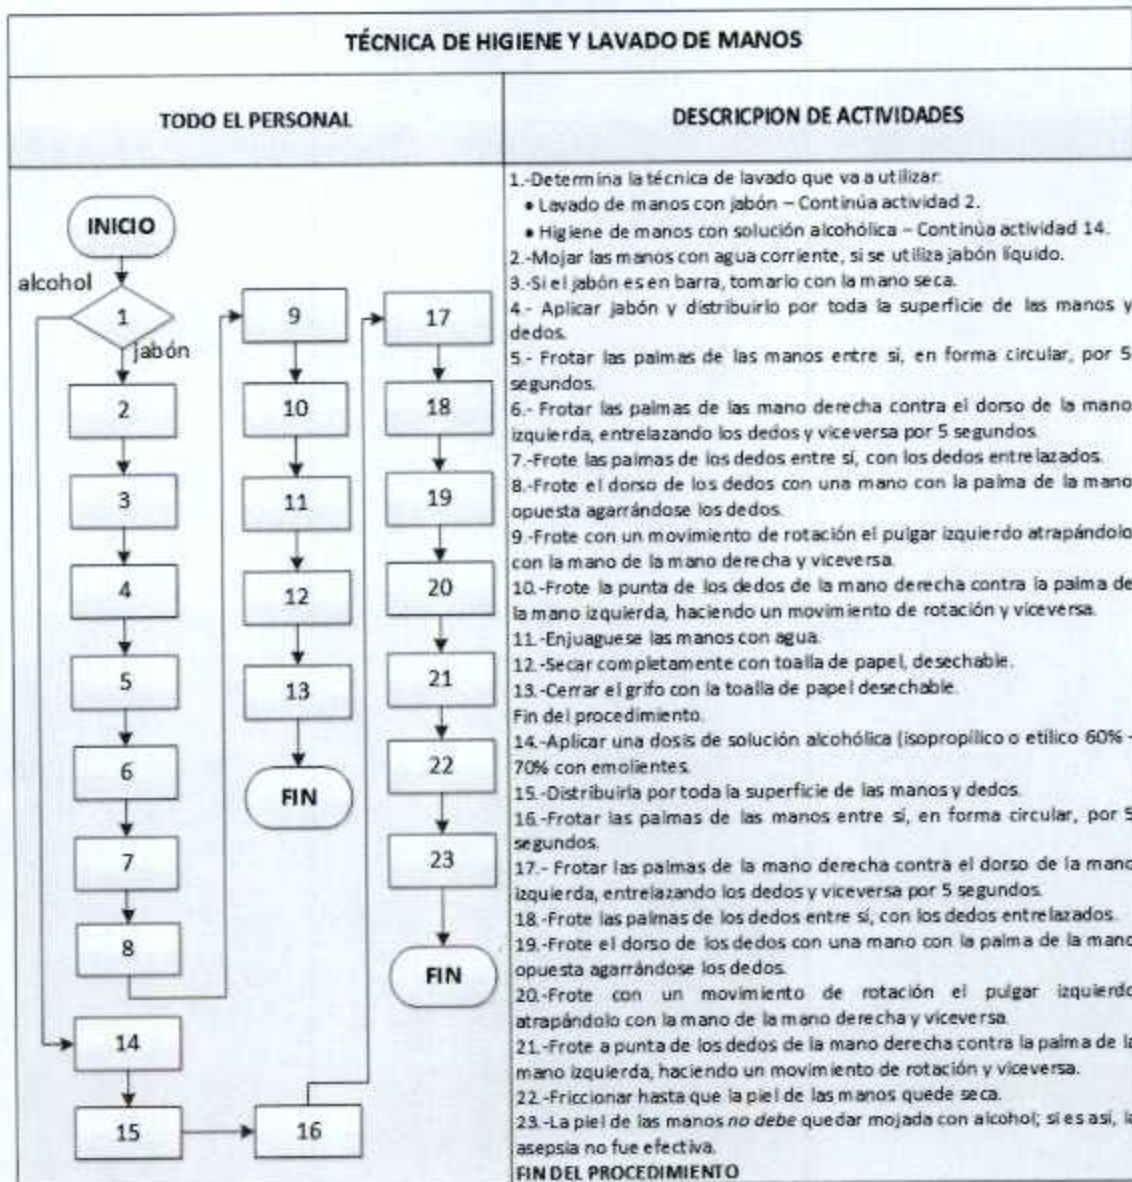 TÉCNICA DE HIGIENE Y LAVADO DE MANOS
TODO EL PERSONAL
DESCRICPION DE ACTIVIDADES
INICIO
alcohol
1
jabón
2
3
4
5
6
7
8
14
15
16
9
10
11
12
13
FIN
17
18
19
20
21
22
23
FIN
1.-Determina la técnica de lavado que va a utilizar:
• Lavado de manos con jabón – Continúa actividad 2.
• Higiene de manos con solución alcohólica – Continúa actividad 14.
2.-Mojar las manos con agua corriente, si se utiliza jabón líquido.
3.-Si el jabón es en barra, tomarlo con la mano seca.
4.- Aplicar jabón y distribuirlo por toda la superficie de las manos y
dedos.
5.- Frotar las palmas de las manos entre sí, en forma circular, por 5
segundos.
6.- Frotar las palmas de las mano derecha contra el dorso de la mano
izquierda, entrelazando los dedos y viceversa por 5 segundos.
7.-Frote las palmas de los dedos entre sí, con los dedos entrelazados.
8.-Frote el dorso de los dedos con una mano con la palma de la mano
opuesta agarrándose los dedos.
9.-Frote con un movimiento de rotación el pulgar izquierdo atrapándolo
con la mano de la mano derecha y viceversa.
10.-Frote la punta de los dedos de la mano derecha contra la palma de
la mano izquierda, haciendo un movimiento de rotación y viceversa.
11.-Enjuaguese las manos con agua.
12.-Secar completamente con toalla de papel, desechable.
13.-Cerrar el grifo con la toalla de papel desechable.
Fin del procedimiento.
14.-Aplicar una dosis de solución alcohólica (isopropílico o etílico 60% -
70% con emolientes.
15.-Distribuirla por toda la superficie de las manos y dedos.
16.-Frotar las palmas de las manos entre sí, en forma circular, por 5
segundos.
17.- Frotar las palmas de la mano derecha contra el dorso de la mano
izquierda, entrelazando los dedos y viceversa por 5 segundos.
18.-Frote las palmas de los dedos entre sí, con los dedos entrelazados.
19.-Frote el dorso de los dedos con una mano con la palma de la mano
opuesta agarrándose los dedos.
20.-Frote con un movimiento de rotación el pulgar izquierdo
atrapándolo con la mano de la mano derecha y viceversa.
21.-Frote a punta de los dedos de la mano derecha contra la palma de la
mano izquierda, haciendo un movimiento de rotación y viceversa.
22.-Friccionar hasta que la piel de las manos quede seca.
23.-La piel de las manos no debe quedar mojada con alcohol; si es así, la
asepsia no fue efectiva.
FIN DEL PROCEDIMIENTO